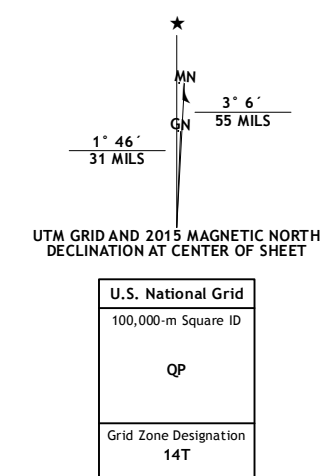 ★
MN
3° 6´
55 MILS
GN
1° 46´
31 MILS
UTM GRID AND 2015 MAGNETIC NORTH
DECLINATION AT CENTER OF SHEET
U.S. National Grid
100,000-m Square ID
QP
Grid Zone Designation
14T